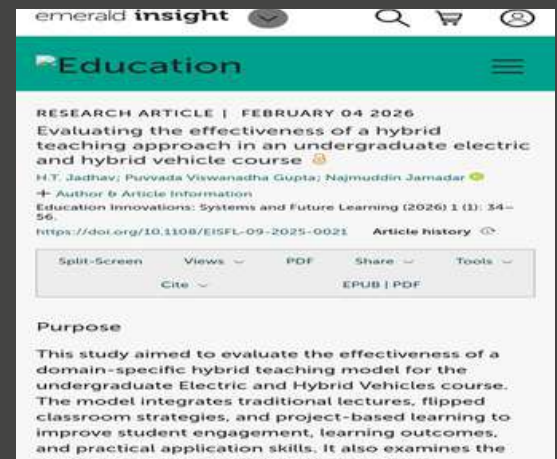 emerald insight
Education
RESEARCH ARTICLE | FEBRUARY 04 2026
Evaluating the effectiveness of a hybrid
teaching approach in an undergraduate electric
and hybrid vehicle course
H.T. Jadhav; Puvvada Viswanadha Gupta; Najmuddin Jamadar
+ Author & Article Information
Education Innovations: Systems and Future Learning (2026) 1 (1): 34–
56.
https://doi.org/10.1108/EISFL-09-2025-0021 Article history
Split-Screen Views PDF Share Tools
Cite EPUB | PDF
Purpose
This study aimed to evaluate the effectiveness of a
domain-specific hybrid teaching model for the
undergraduate Electric and Hybrid Vehicles course.
The model integrates traditional lectures, flipped
classroom strategies, and project-based learning to
improve student engagement, learning outcomes,
and practical application skills. It also examines the